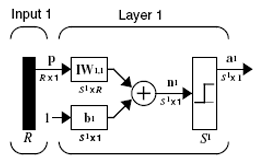 Input 1
Layer 1
p
R x 1
IW1,1
S1 x R
1
b1
S1 x 1
n1
S1 x 1
a1
S1 x 1
R
S1